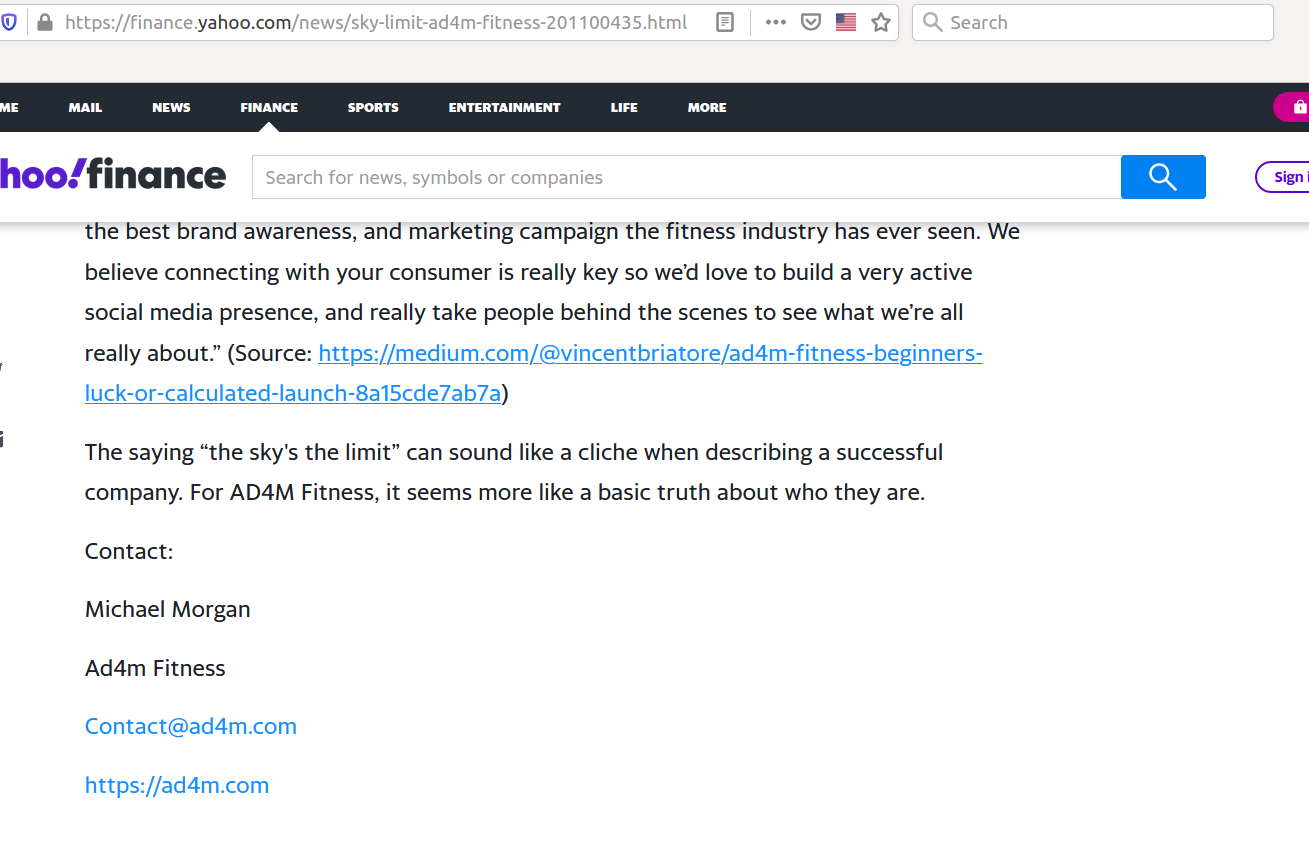 https://finance.yahoo.com/news/sky-limit-ad4m-fitness-201100435.html
Search
ME MAIL NEWS FINANCE SPORTS ENTERTAINMENT LIFE MORE
hoo!finance
Search for news, symbols or companies
Sign i
the best brand awareness, and marketing campaign the fitness industry has ever seen. We
believe connecting with your consumer is really key so we’d love to build a very active
social media presence, and really take people behind the scenes to see what we’re all
really about.” (Source: https://medium.com/@vincentbriatore/ad4m-fitness-beginners-
luck-or-calculated-launch-8a15cde7ab7a)
The saying “the sky's the limit” can sound like a cliche when describing a successful
company. For AD4M Fitness, it seems more like a basic truth about who they are.
Contact:
Michael Morgan
Ad4m Fitness
Contact@ad4m.com
https://ad4m.com